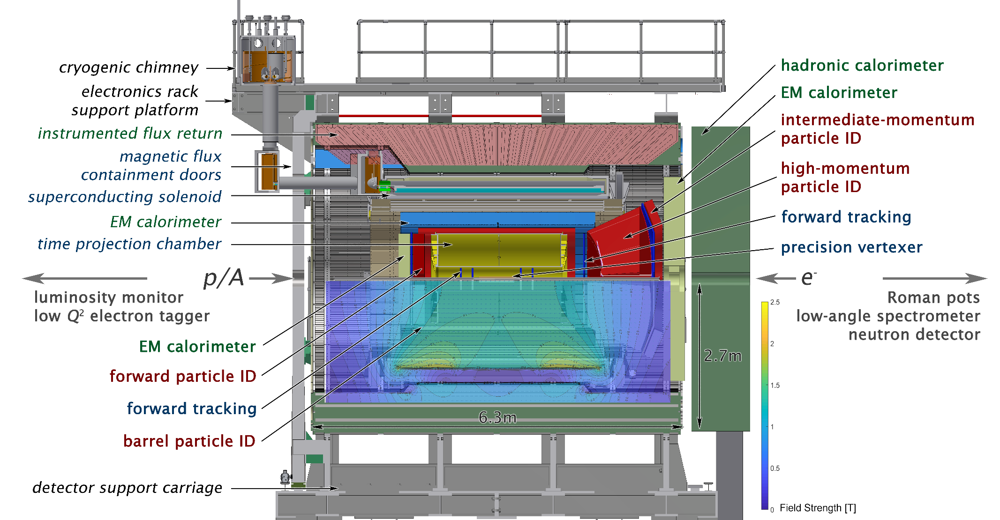 cryogenic chimney
electronics rack
support platform
instrumented flux return
magnetic flux
containment doors
superconducting solenoid
EM calorimeter
time projection chamber
p/A
luminosity monitor
low Q² electron tagger
EM calorimeter
forward particle ID
forward tracking
barrel particle ID
detector support carriage
hadronic calorimeter
EM calorimeter
intermediate-momentum
particle ID
high-momentum
particle ID
forward tracking
precision vertexer
e⁻
Roman pots
low-angle spectrometer
neutron detector
2.7m
6.3m
2.5
2
1.5
1
0.5
0
Field Strength [T]